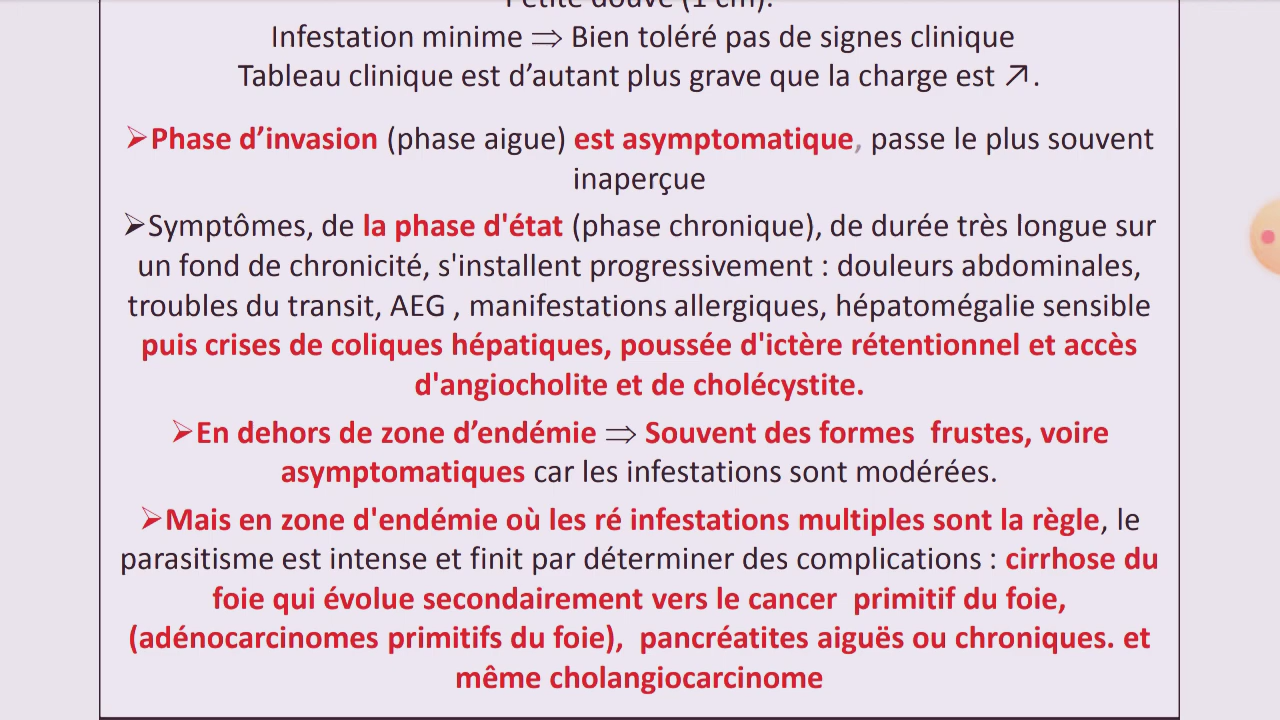 Petite douve (1 cm).
Infestation minime ⇒ Bien toléré pas de signes clinique
Tableau clinique est d’autant plus grave que la charge est ↗.
➢Phase d’invasion (phase aigue) est asymptomatique, passe le plus souvent
inaperçue
➢Symptômes, de la phase d'état (phase chronique), de durée très longue sur
un fond de chronicité, s'installent progressivement : douleurs abdominales,
troubles du transit, AEG , manifestations allergiques, hépatomégalie sensible
puis crises de coliques hépatiques, poussée d'ictère rétentionnel et accès
d'angiocholite et de cholécystite.
➢En dehors de zone d’endémie ⇒ Souvent des formes  frustes, voire
asymptomatiques car les infestations sont modérées.
➢Mais en zone d'endémie où les ré infestations multiples sont la règle, le
parasitisme est intense et finit par déterminer des complications : cirrhose du
foie qui évolue secondairement vers le cancer  primitif du foie,
(adénocarcinomes primitifs du foie),  pancréatites aiguës ou chroniques. et
même cholangiocarcinome